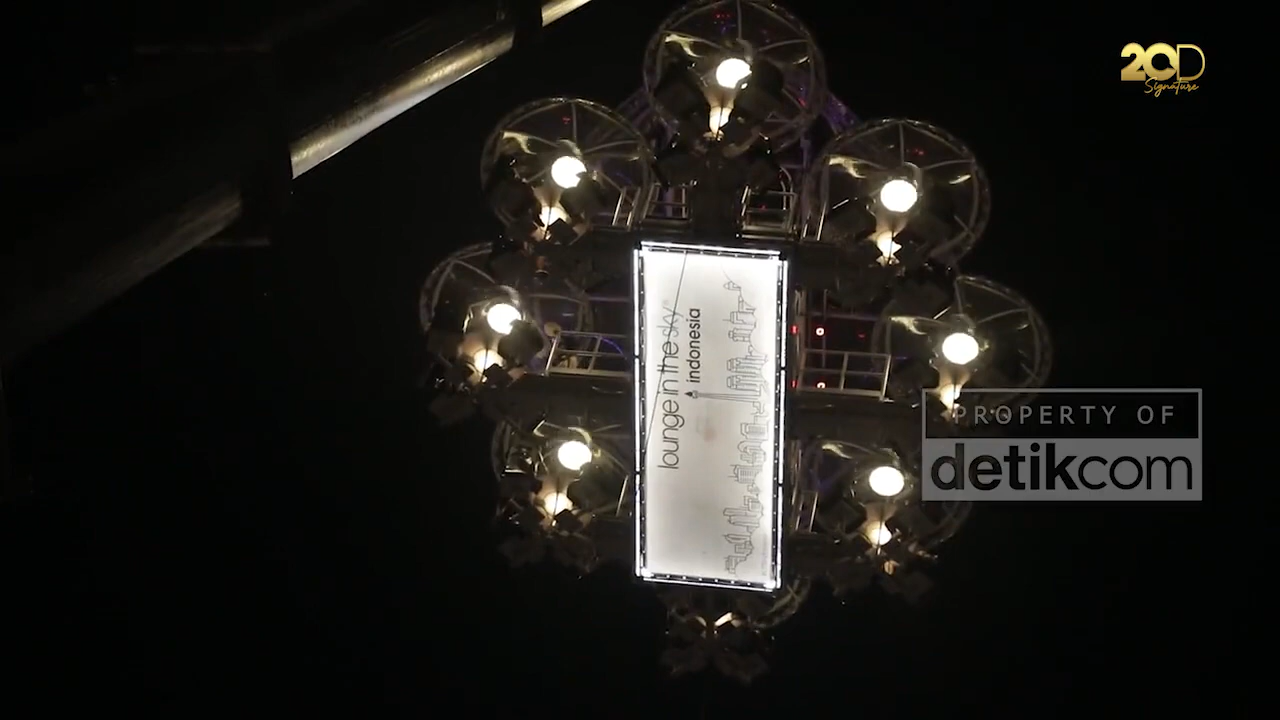 20D
Signature
lounge in the sky®
indonesia
PROPERTY OF
detikcom